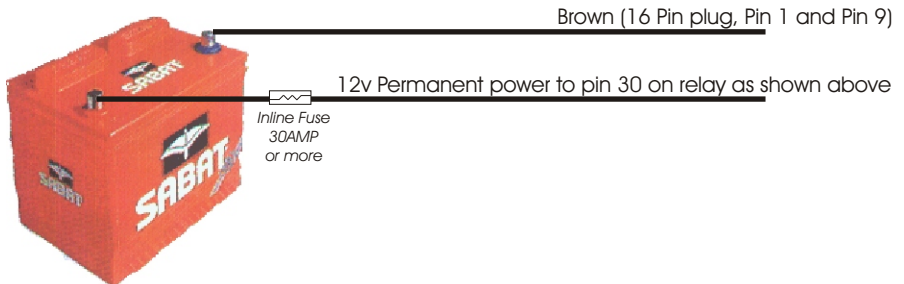 Brown (16 Pin plug, Pin 1 and Pin 9)
SABAT
12v Permanent power to pin 30 on relay as shown above
Inline Fuse
30AMP
or more
SABAT
SABAT